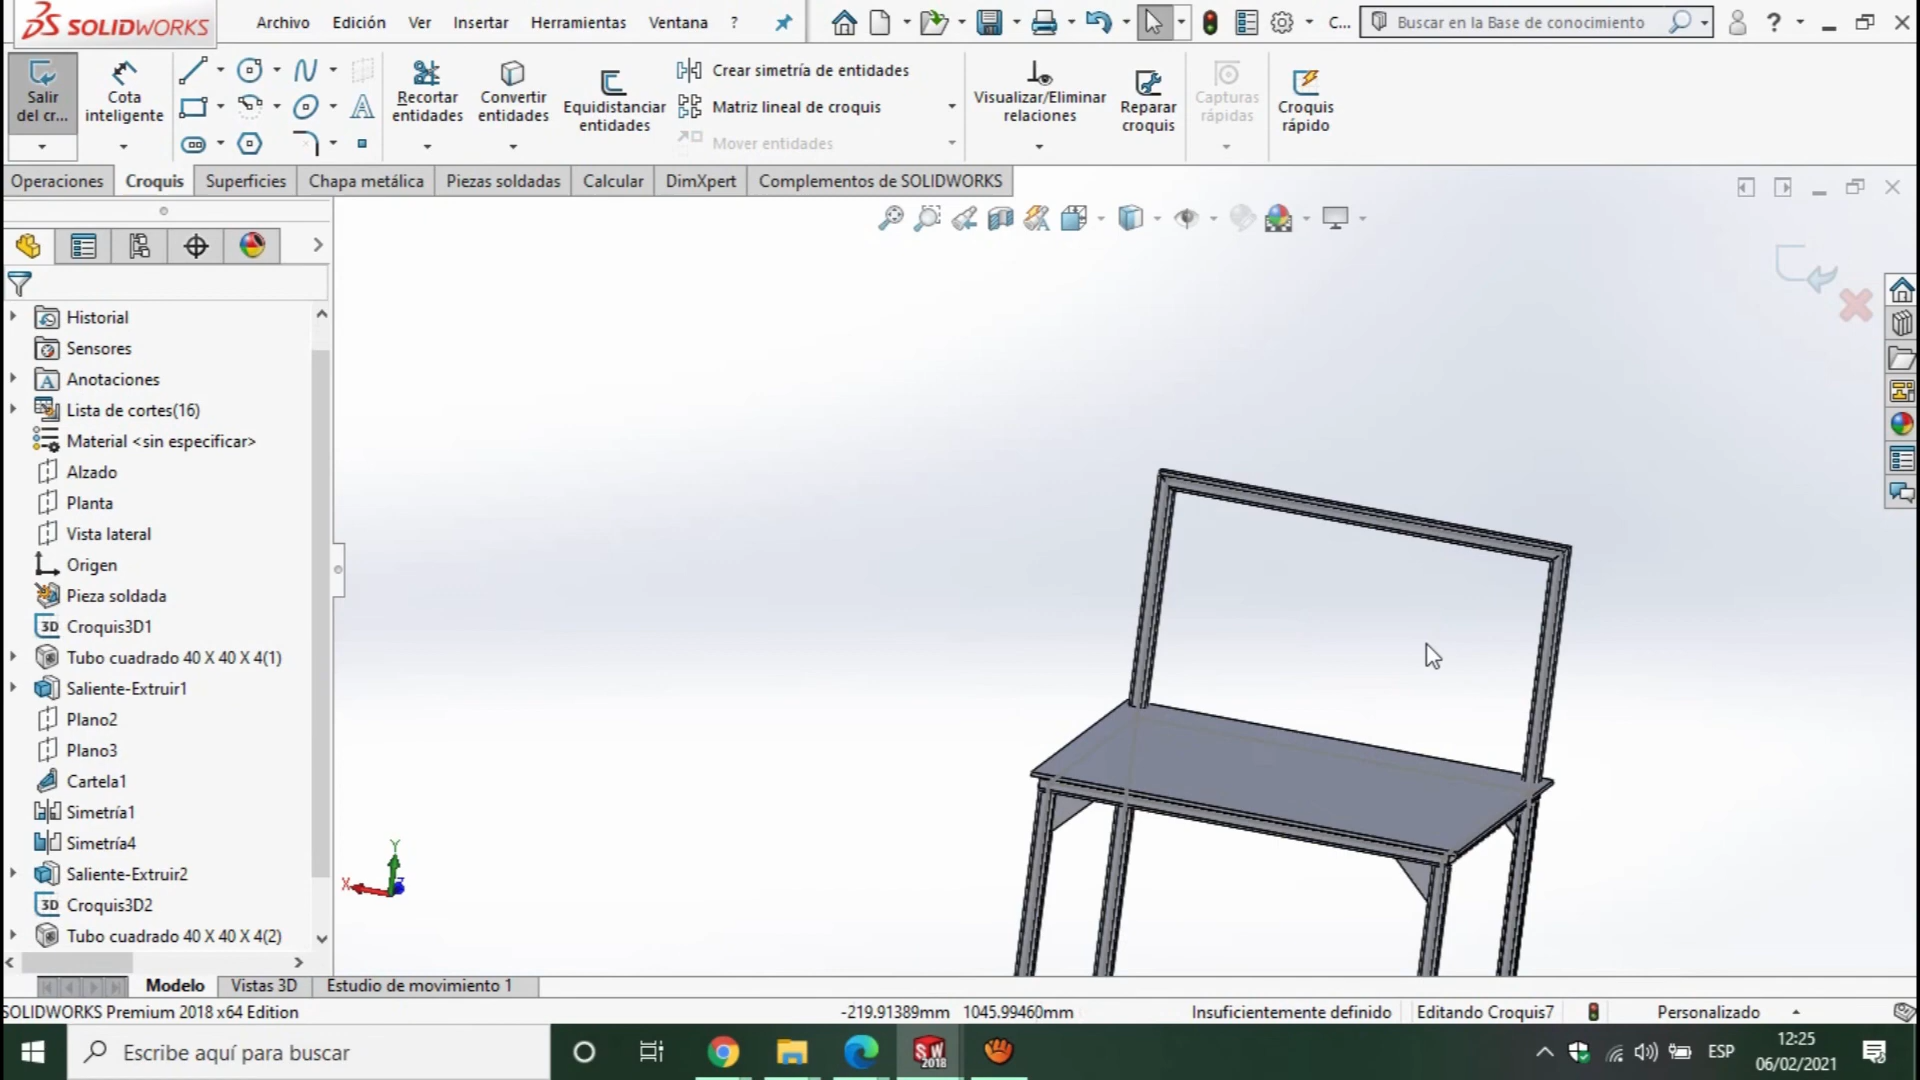 SOLIDWORKS Archivo Edición Ver Insertar Herramientas Ventana ? C... Buscar en la Base de conocimiento ?
Salir del cr...
Cota inteligente
Recortar entidades
Convertir entidades
Equidistanciar entidades
Crear simetría de entidades
Matriz lineal de croquis
Mover entidades
Visualizar/Eliminar relaciones
Reparar croquis
Capturas rápidas
Croquis rápido
Operaciones Croquis Superficies Chapa metálica Piezas soldadas Calcular DimXpert Complementos de SOLIDWORKS
Historial
Sensores
Anotaciones
Lista de cortes(16)
Material <sin especificar>
Alzado
Planta
Vista lateral
Origen
Pieza soldada
3D Croquis3D1
Tubo cuadrado 40 X 40 X 4(1)
Saliente-Extruir1
Plano2
Plano3
Cartela1
Simetría1
Simetría4
Saliente-Extruir2
3D Croquis3D2
Tubo cuadrado 40 X 40 X 4(2)
Y
X
Z
Modelo Vistas 3D Estudio de movimiento 1
SOLIDWORKS Premium 2018 x64 Edition -219.91389mm 1045.99460mm Insuficientemente definido Editando Croquis7 Personalizado
Escribe aquí para buscar
SW 2018
ESP
12:25
06/02/2021